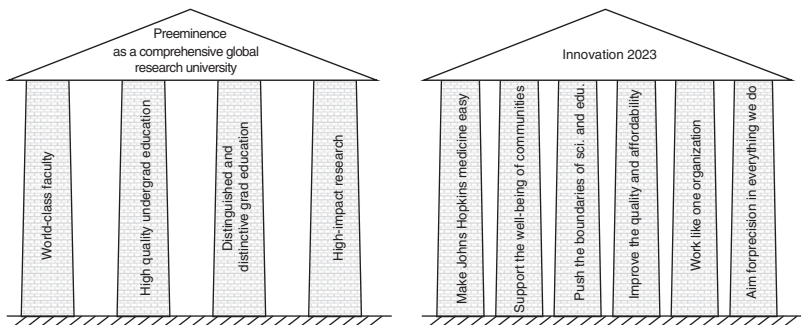 Preeminence
as a comprehensive global
research university
World-class faculty
High quality undergrad education
Distinguished and
distinctive grad education
High-impact research
Innovation 2023
Make Johns Hopkins medicine easy
Support the well-being of communities
Push the boundaries of sci. and edu.
Improve the quality and affordability
Work like one organization
Aim forprecision in everything we do